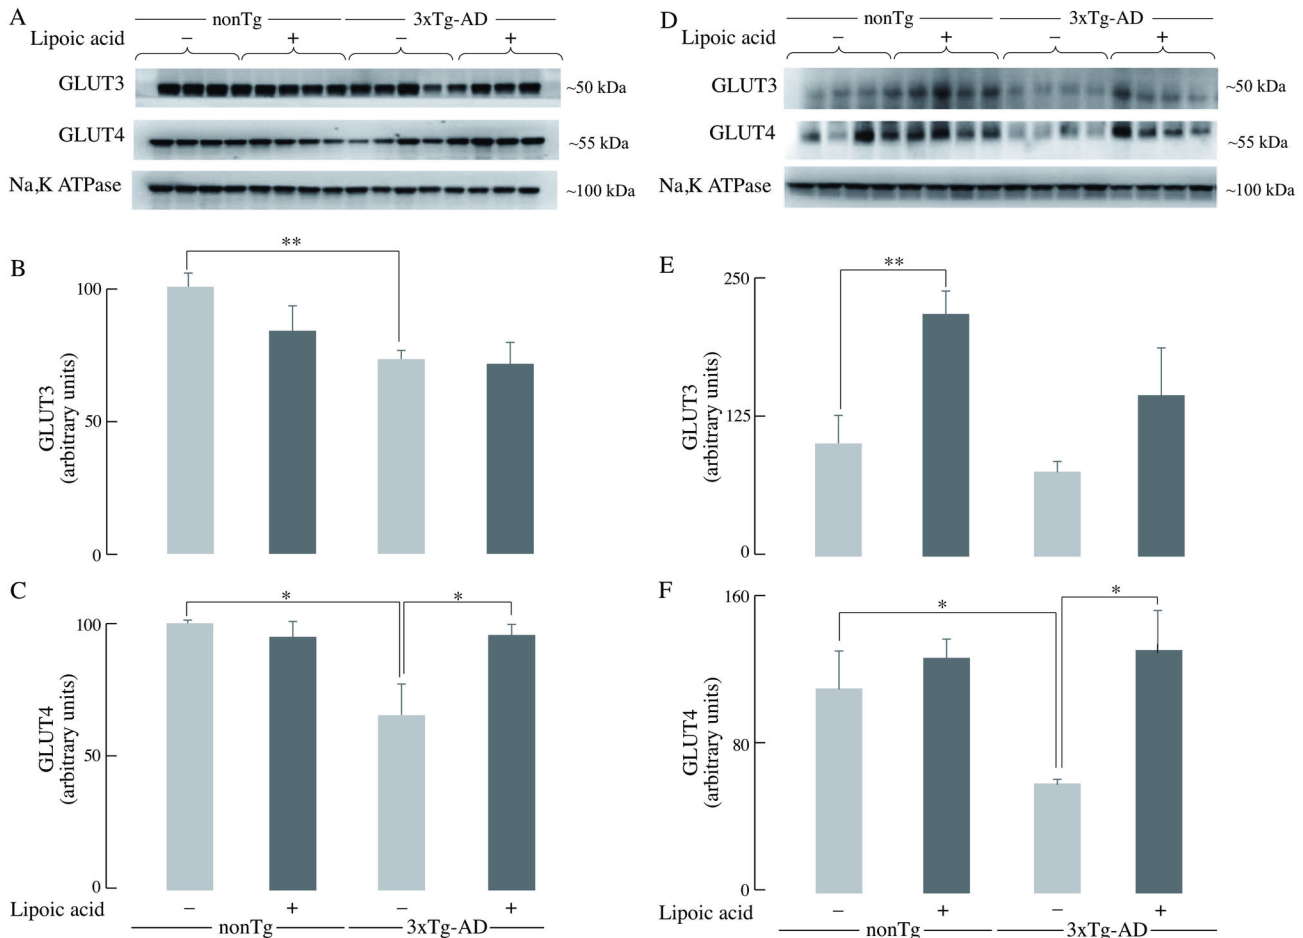 A
nonTg 3xTg-AD
Lipoic acid − + − +
GLUT3 ~50 kDa
GLUT4 ~55 kDa
Na,K ATPase ~100 kDa
B
**
GLUT3
(arbitrary units)
100
50
0
C
* *
GLUT4
(arbitrary units)
100
50
0
Lipoic acid − + − +
nonTg 3xTg-AD
D
nonTg 3xTg-AD
Lipoic acid − + − +
GLUT3 ~50 kDa
GLUT4 ~55 kDa
Na,K ATPase ~100 kDa
E
**
GLUT3
(arbitrary units)
250
125
0
F
* *
GLUT4
(arbitrary units)
160
80
0
Lipoic acid − + − +
nonTg 3xTg-AD